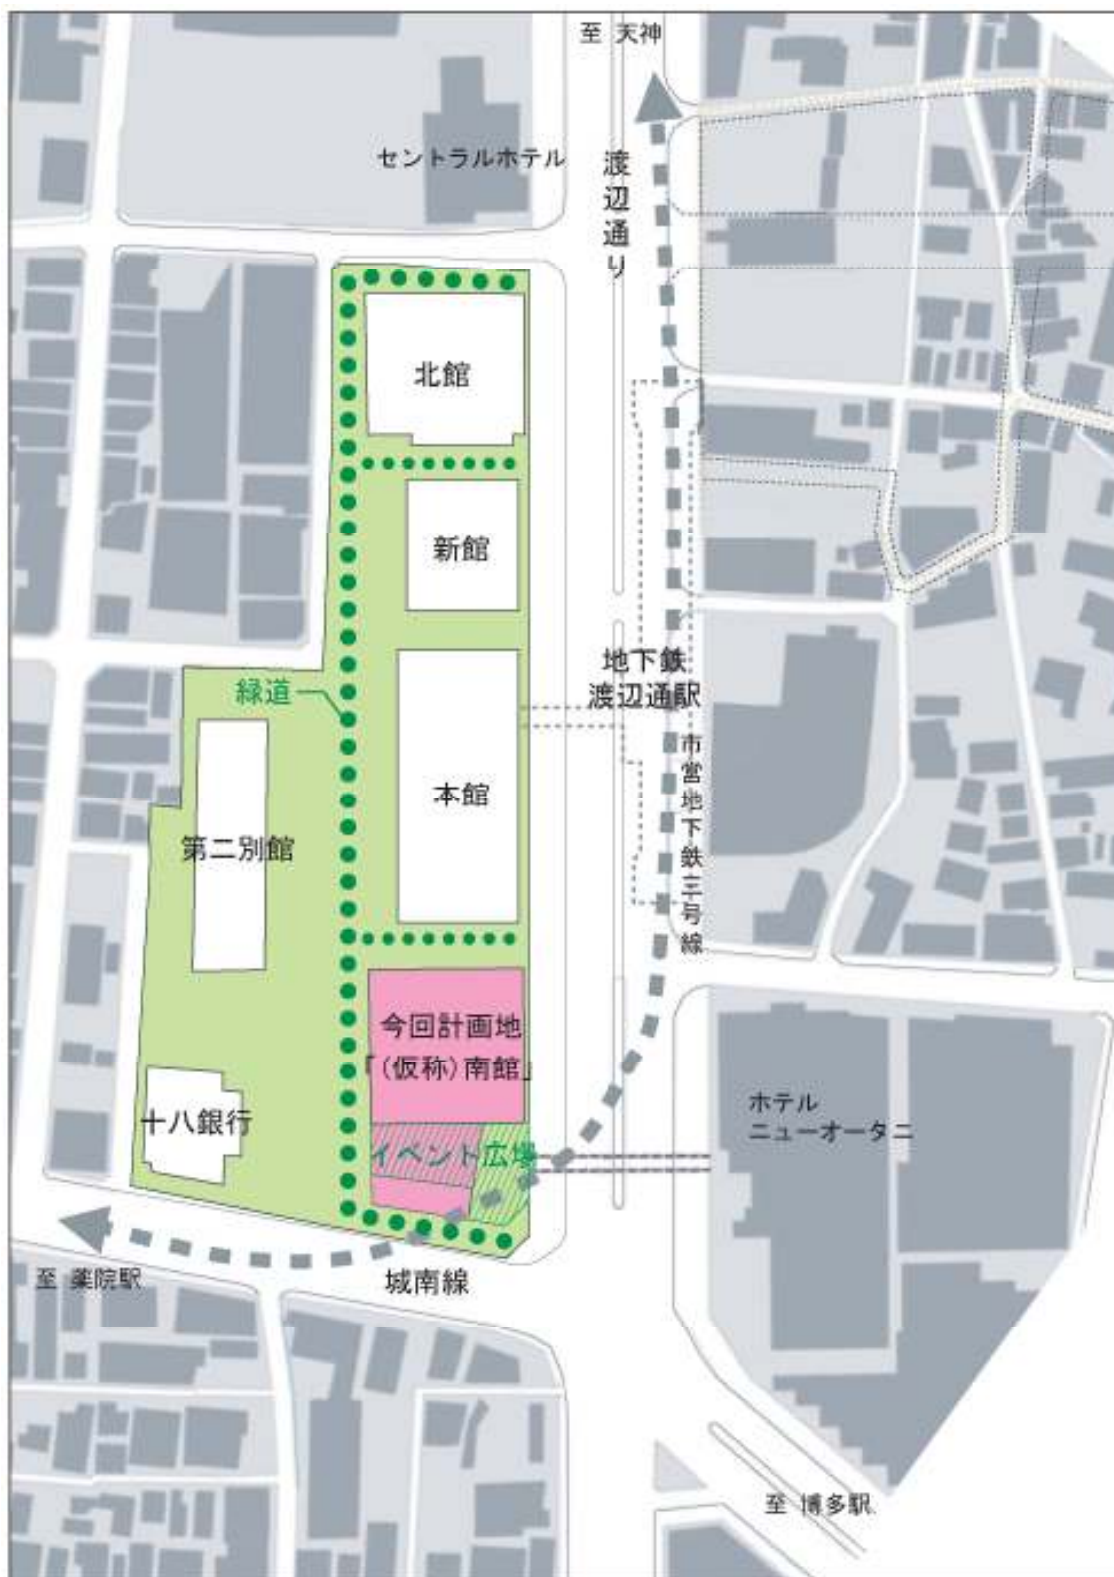 至 天神
セントラルホテル
渡辺通り
北館
新館
地下鉄
渡辺通駅
緑道
市営地下鉄三号線
本館
第二別館
今回計画地
「(仮称)南館」
十八銀行
イベント広場
ホテル
ニューオータニ
至 薬院駅
城南線
至 博多駅